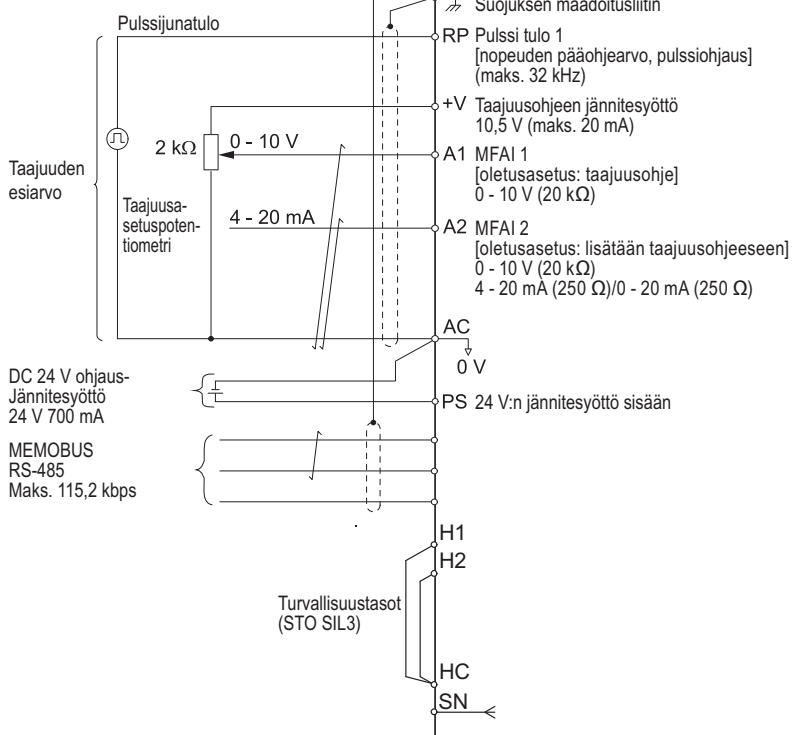 Suojuksen maadoitusliitin
Pulssijunatulo
RP Pulssi tulo 1
[nopeuden pääohjearvo, pulssiohjaus]
(maks. 32 kHz)
+V Taajuusohjeen jännitesyöttö
10,5 V (maks. 20 mA)
2 kΩ
0 - 10 V
A1 MFAI 1
[oletusasetus: taajuusohje]
0 - 10 V (20 kΩ)
Taajuuden
esiarvo
Taajuusa-
setuspoten-
tiometri
4 - 20 mA
A2 MFAI 2
[oletusasetus: lisätään taajuusohjeeseen]
0 - 10 V (20 kΩ)
4 - 20 mA (250 Ω)/0 - 20 mA (250 Ω)
AC
0 V
DC 24 V ohjaus-
Jännitesyöttö
24 V 700 mA
PS 24 V:n jännitesyöttö sisään
MEMOBUS
RS-485
Maks. 115,2 kbps
H1
H2
Turvallisuustasot
(STO SIL3)
HC
SN